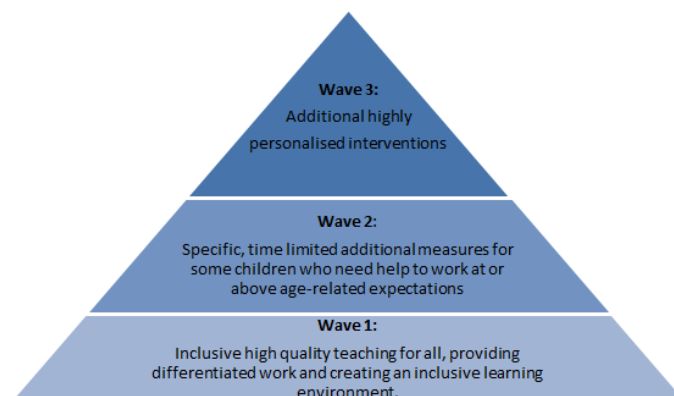 Wave 3:
Additional highly
personalised interventions
Wave 2:
Specific, time limited additional measures for
some children who need help to work at or
above age-related expectations
Wave 1:
Inclusive high quality teaching for all, providing
differentiated work and creating an inclusive learning
environment.